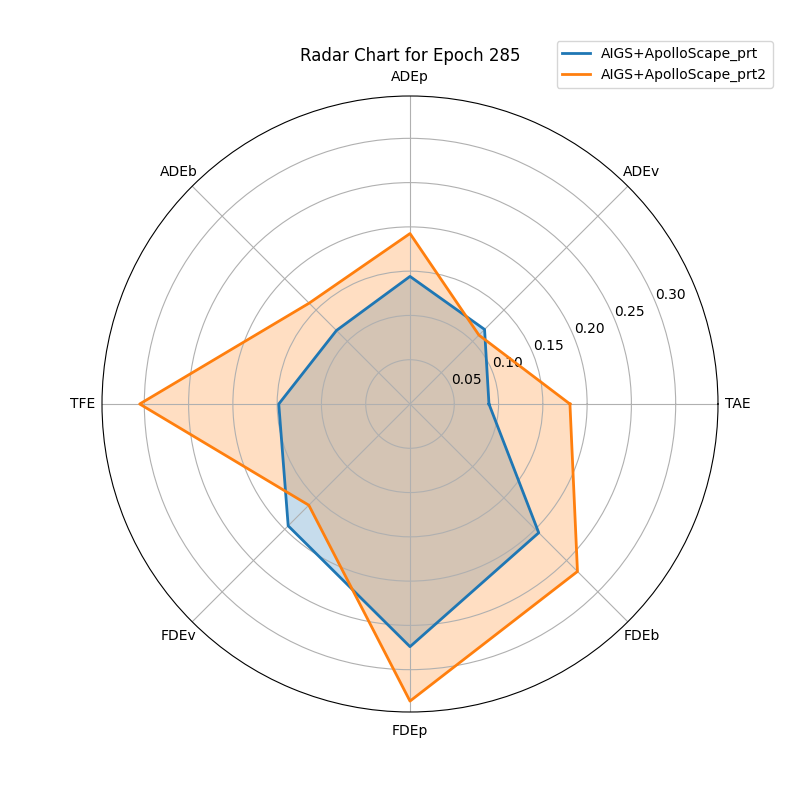 Radar Chart for Epoch 285
AIGS+ApolloScape_prt
AIGS+ApolloScape_prt2
ADEp
ADEb
ADEv
0.30
0.25
0.20
0.15
0.10
0.05
TFE
TAE
FDEv
FDEb
FDEp